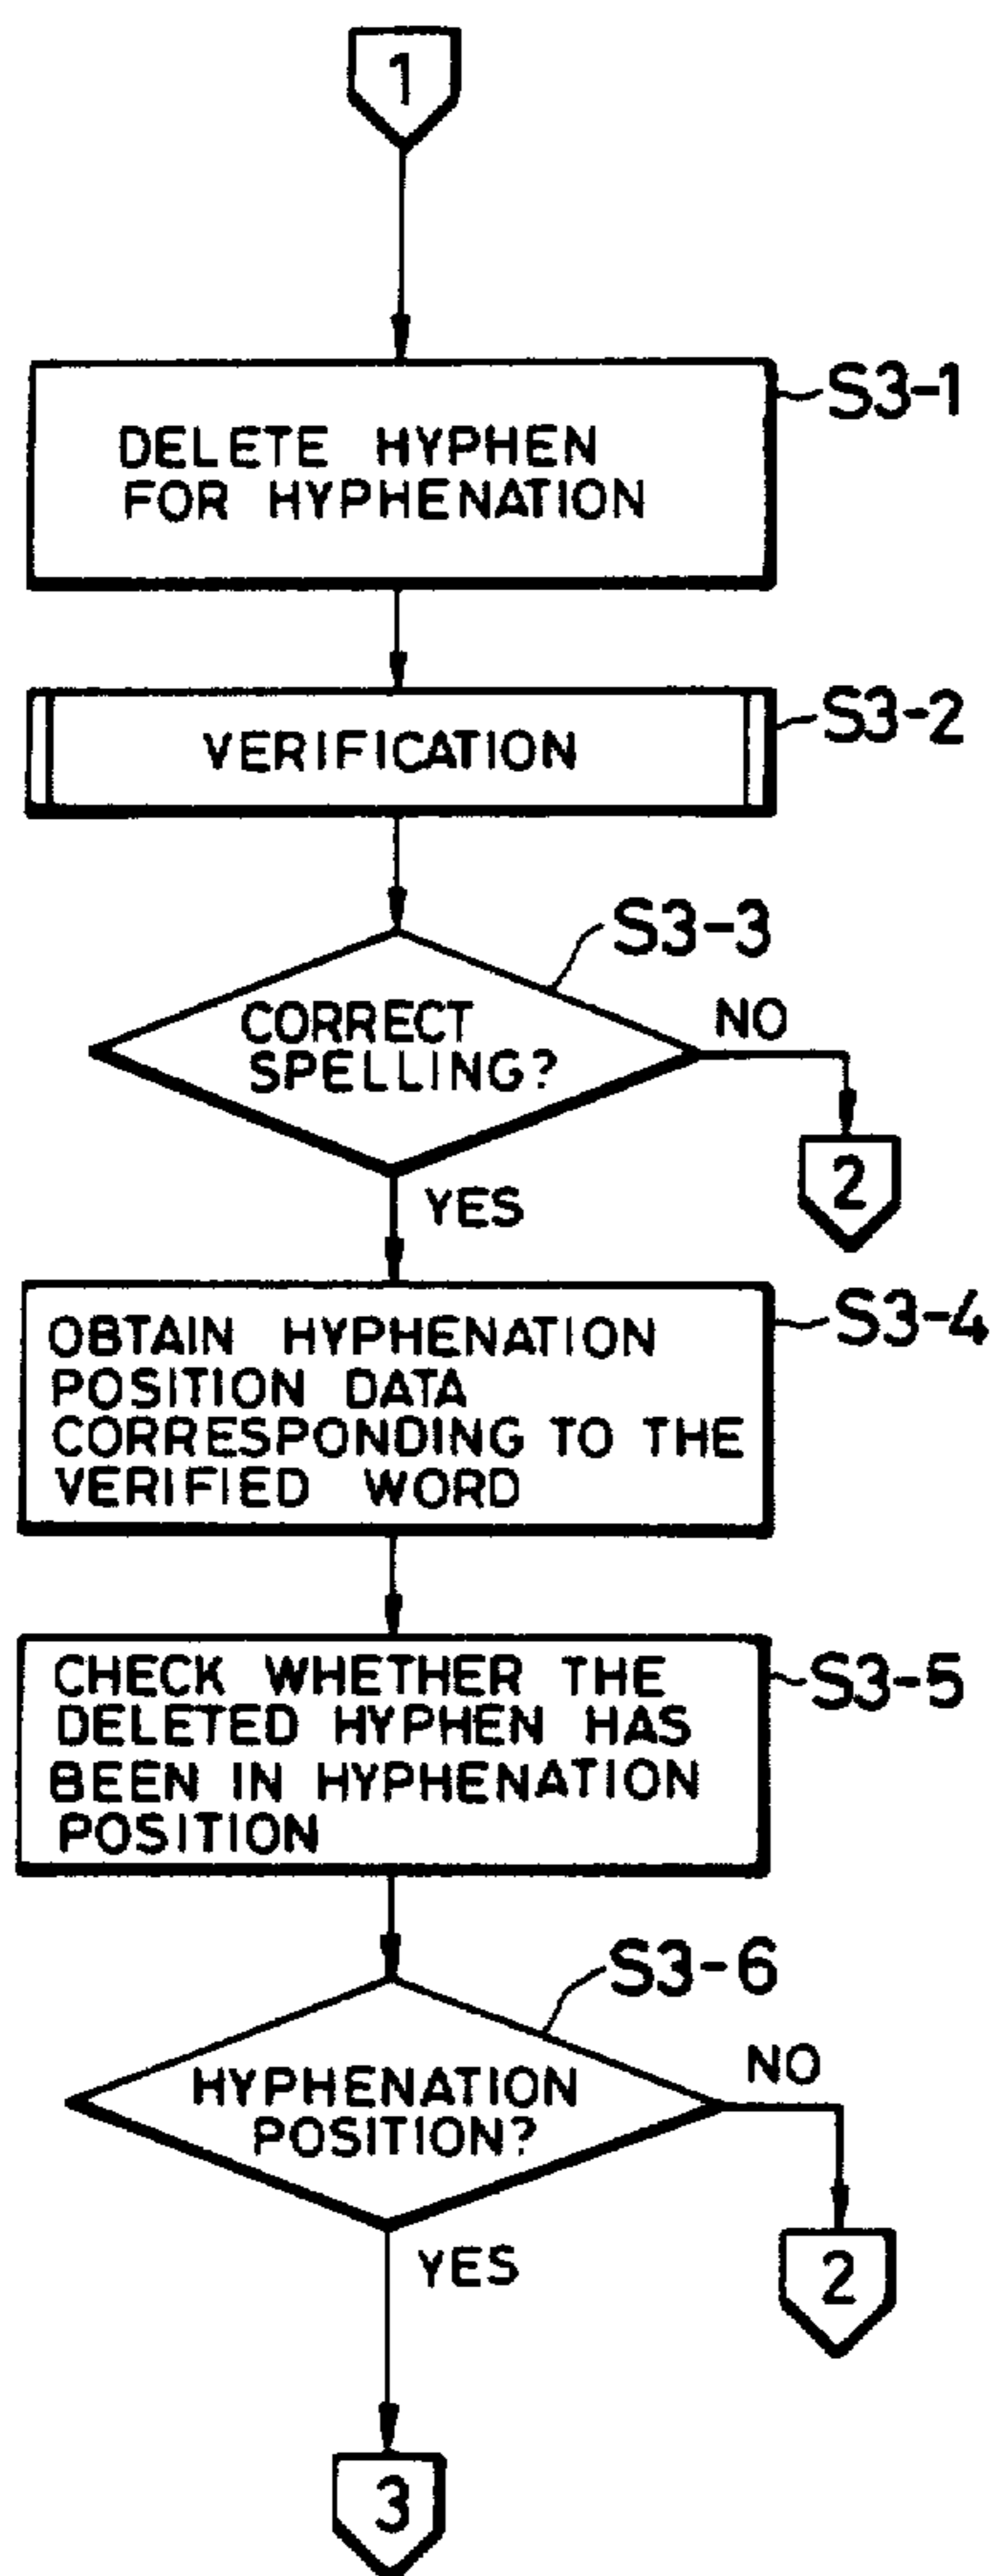 1
S3-1
DELETE HYPHEN
FOR HYPHENATION
S3-2
VERIFICATION
S3-3
CORRECT
SPELLING?
NO
2
YES
S3-4
OBTAIN HYPHENATION
POSITION DATA
CORRESPONDING TO THE
VERIFIED WORD
S3-5
CHECK WHETHER THE
DELETED HYPHEN HAS
BEEN IN HYPHENATION
POSITION
S3-6
HYPHENATION
POSITION?
NO
2
YES
3